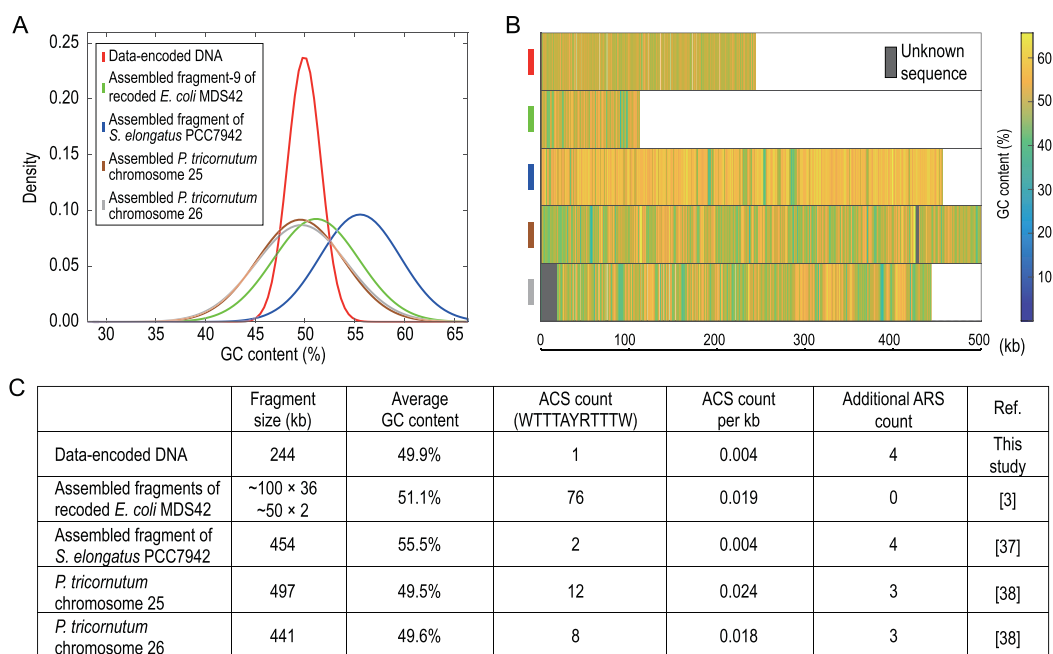 A
0.25
0.20
0.15
0.10
0.05
0.00
Density
30
35
40
45
50
55
60
65
GC content (%)
Data-encoded DNA
Assembled fragment-9 of
recoded E. coli MDS42
Assembled fragment of
S. elongatus PCC7942
Assembled P. tricornutum
chromosome 25
Assembled P. tricornutum
chromosome 26
B
Unknown
sequence
0
100
200
300
400
500
(kb)
GC content (%)
60
50
40
30
20
10
C
Fragment
size (kb)
Average
GC content
ACS count
(WTTTAYRTTTW)
ACS count
per kb
Additional ARS
count
Ref.
Data-encoded DNA
244
49.9%
1
0.004
4
This
study
Assembled fragments of
recoded E. coli MDS42
~100 × 36
~50 × 2
51.1%
76
0.019
0
[3]
Assembled fragment of
S. elongatus PCC7942
454
55.5%
2
0.004
4
[37]
P. tricornutum
chromosome 25
497
49.5%
12
0.024
3
[38]
P. tricornutum
chromosome 26
441
49.6%
8
0.018
3
[38]